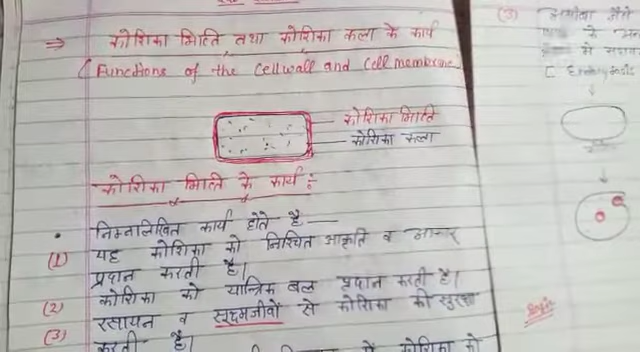 ⇒ कोशिका भित्ति तथा कोशिका कला के कार्य
(Functions of the Cellwall and Cell membrane
कोशिका भित्ति
कोशिका कला
कोशिका भित्ति के कार्य :
• निम्नलिखित कार्य होते है —
(1) यह कोशिका को निश्चित आकृति व आकार
प्रदान करती है।
(2) कोशिका को यान्त्रिक बल प्रदान करती है।
(3) रसायन व सूक्ष्मजीवों से कोशिका की सुरक्षा
करती है।
कोशिका को
(3)